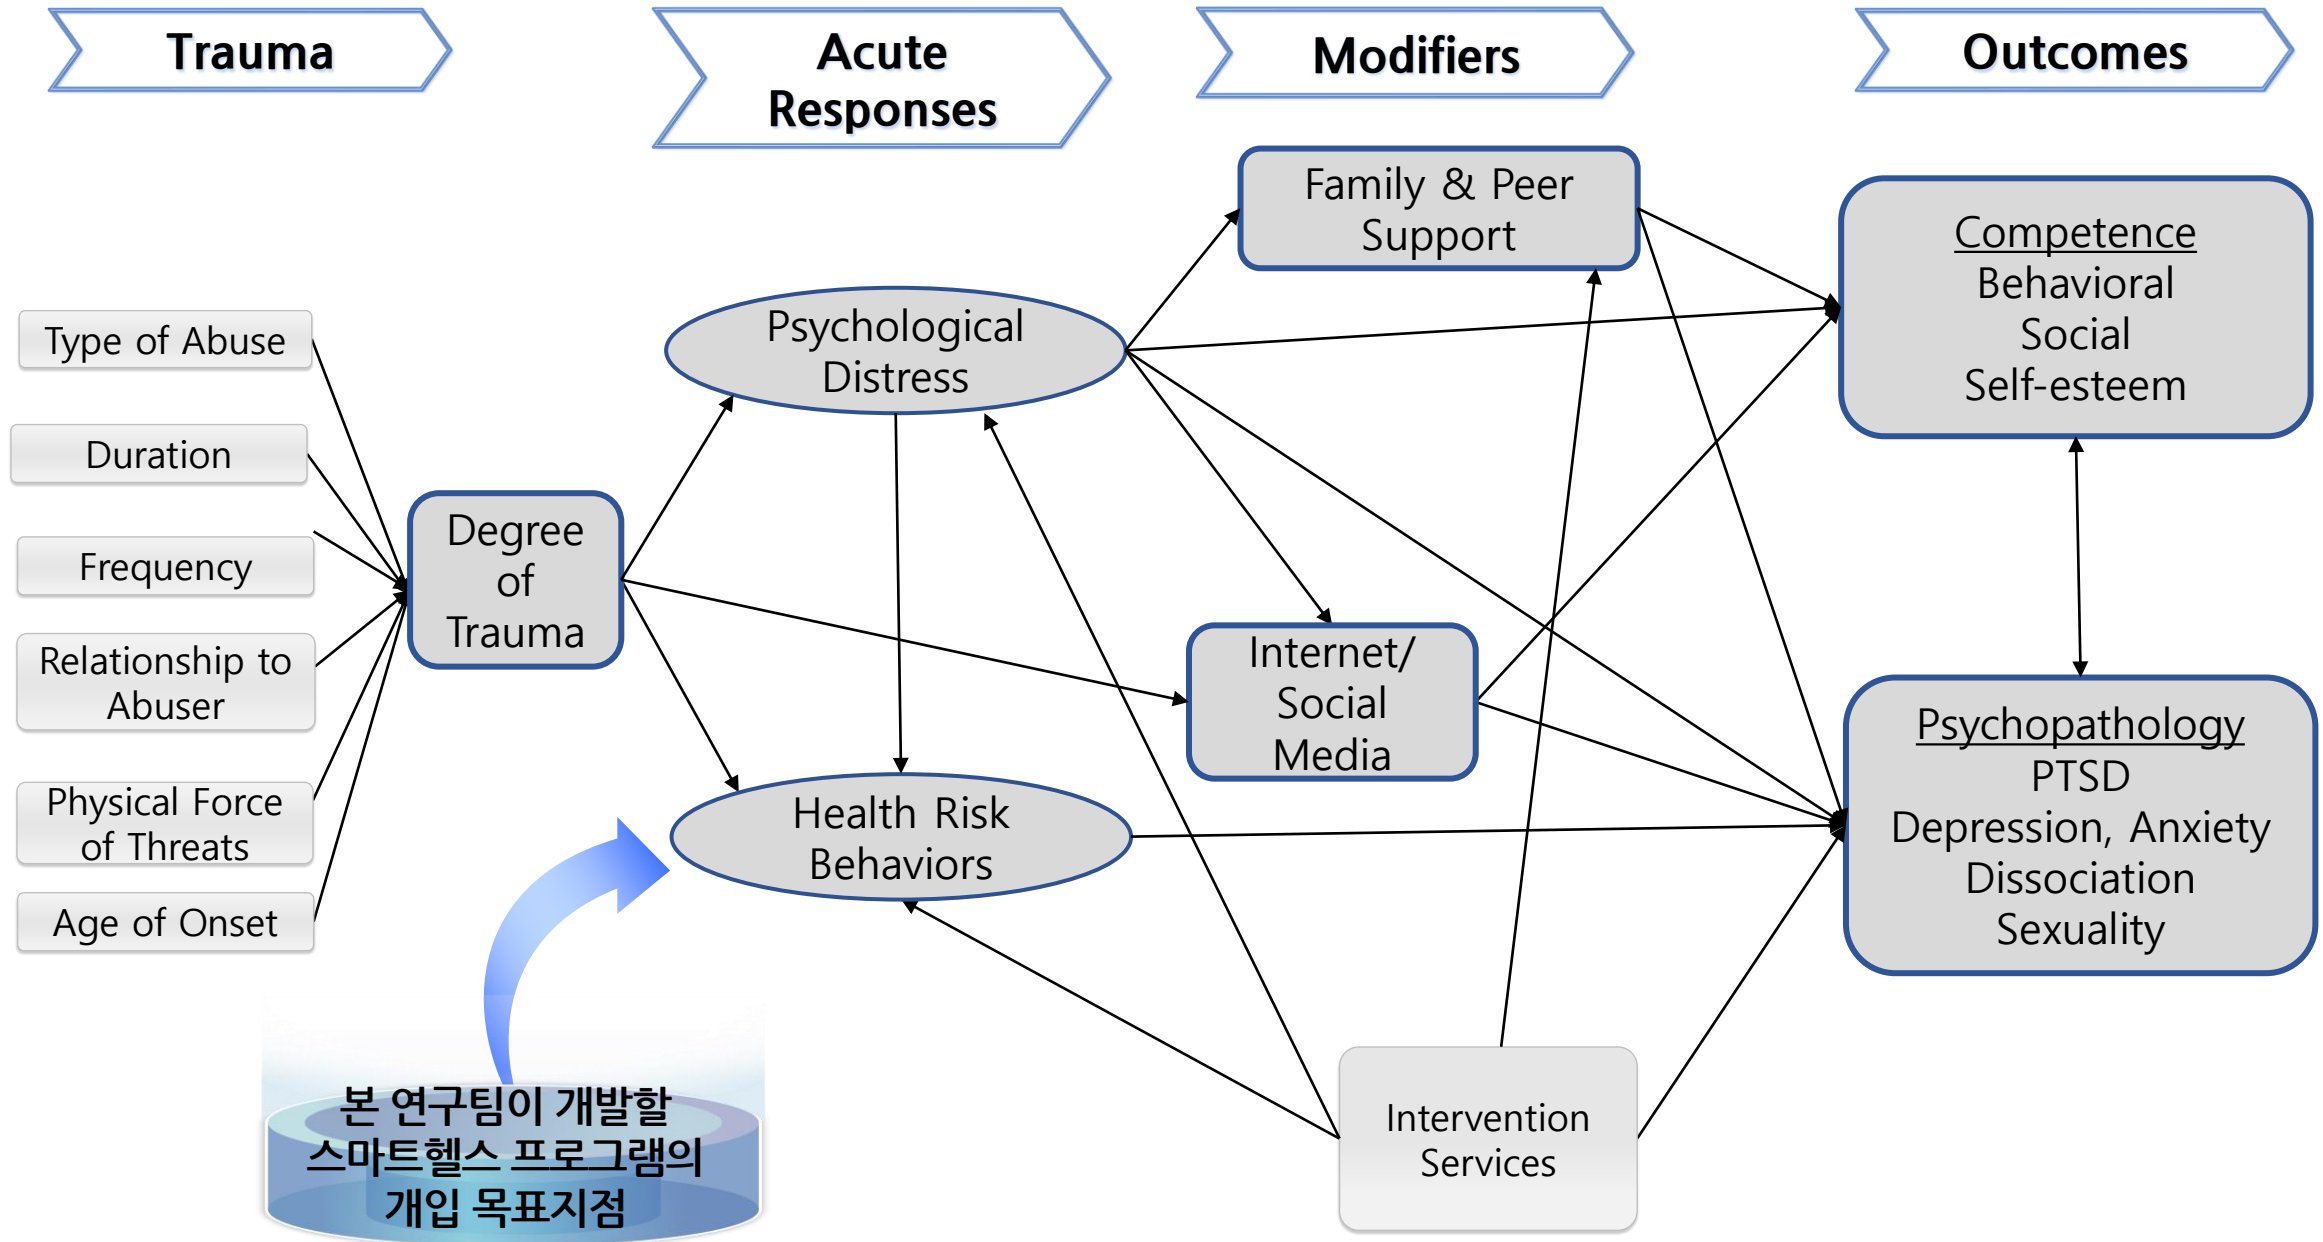 Trauma
Acute
Responses
Modifiers
Outcomes
Type of Abuse
Duration
Frequency
Relationship to
Abuser
Physical Force
of Threats
Age of Onset
Degree
of
Trauma
Psychological
Distress
Health Risk
Behaviors
Family & Peer
Support
Internet/
Social
Media
Intervention
Services
Competence
Behavioral
Social
Self-esteem
Psychopathology
PTSD
Depression, Anxiety
Dissociation
Sexuality
본 연구팀이 개발할
스마트헬스 프로그램의
개입 목표지점